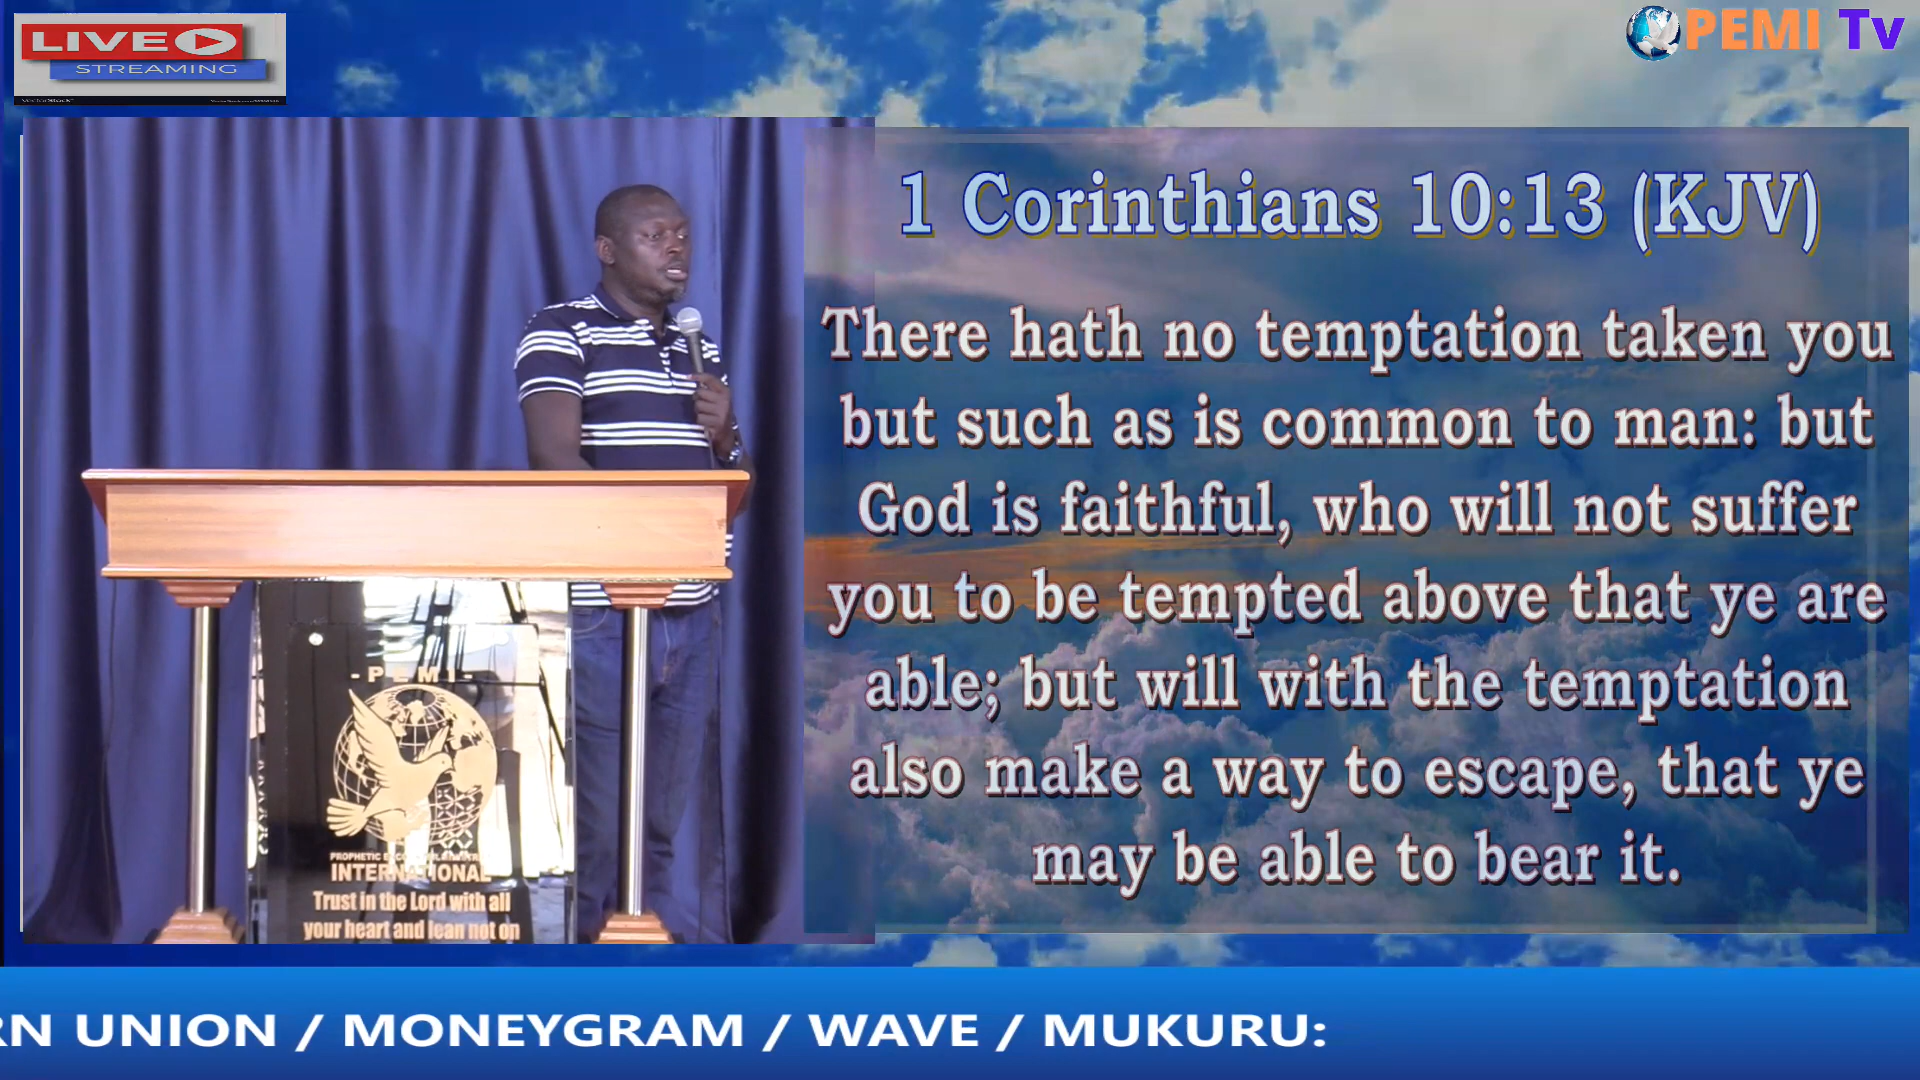 LIVE
STREAMING
PEMI Tv
1 Corinthians 10:13 (KJV)
There hath no temptation taken you
but such as is common to man: but
God is faithful, who will not suffer
you to be tempted above that ye are
able; but will with the temptation
also make a way to escape, that ye
may be able to bear it.
-PEMI-
PROPHETIC
INTERNATIONAL
Trust in the Lord with all
your heart and lean not on
UNION / MONEYGRAM / WAVE / MUKURU: